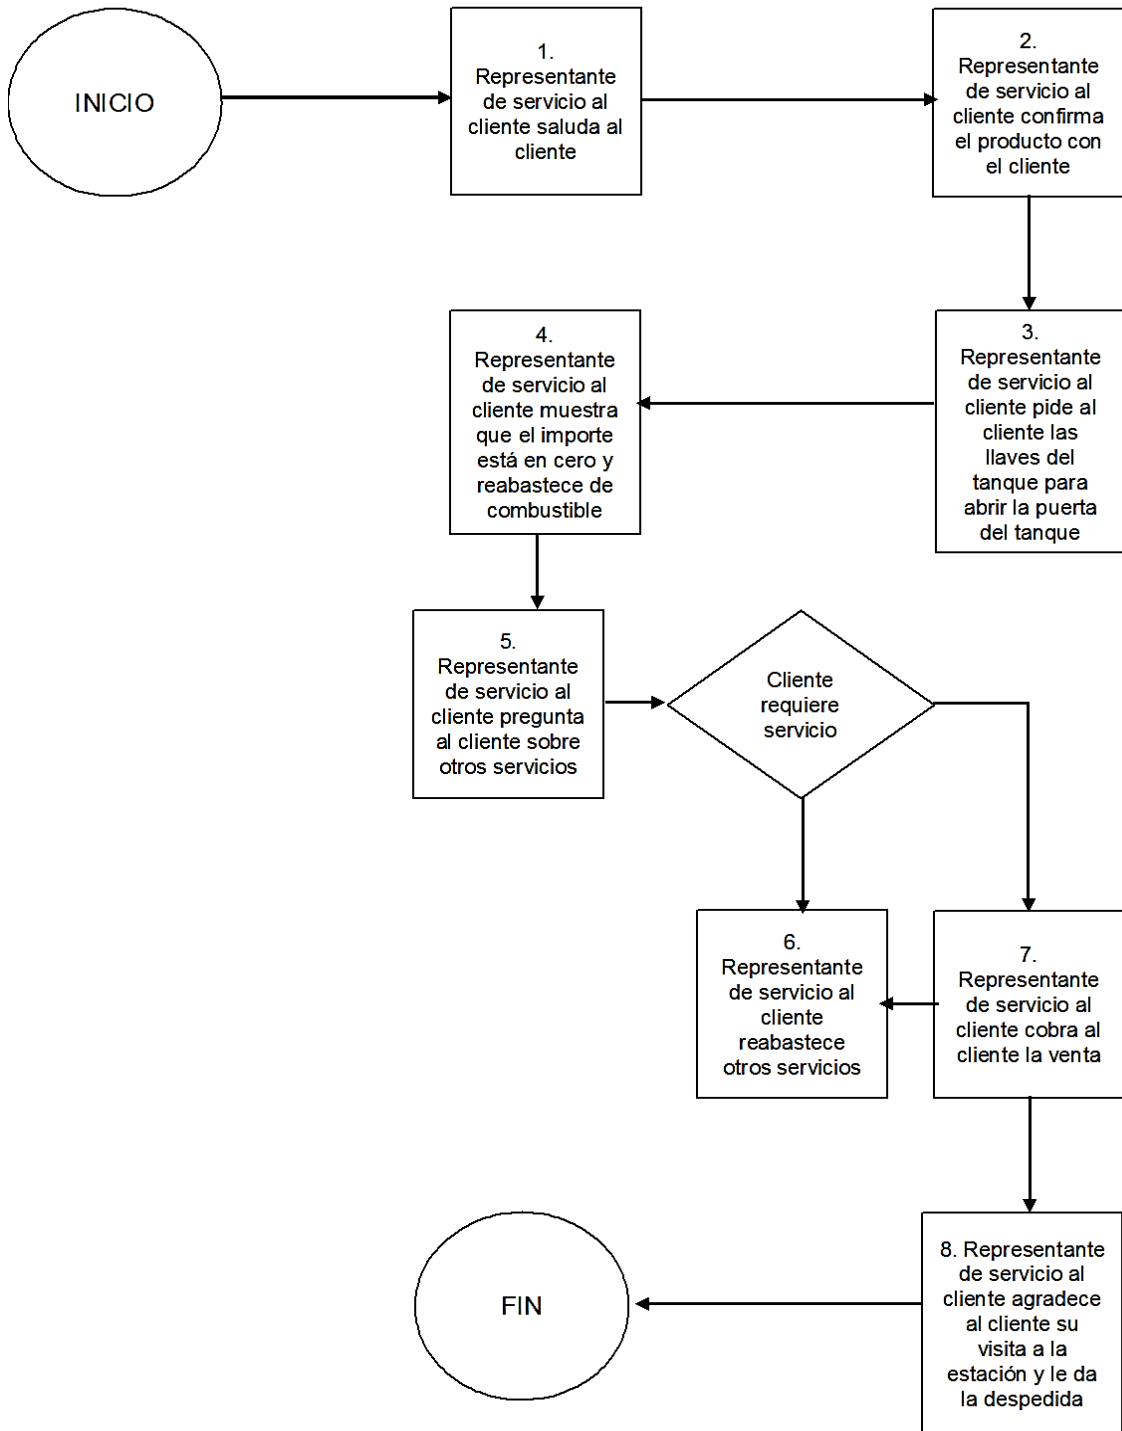 INICIO
1.
Representante
de servicio al
cliente saluda al
cliente
2.
Representante
de servicio al
cliente confirma
el producto con
el cliente
3.
Representante
de servicio al
cliente pide al
cliente las
llaves del
tanque para
abrir la puerta
del tanque
4.
Representante
de servicio al
cliente muestra
que el importe
está en cero y
reabastece de
combustible
5.
Representante
de servicio al
cliente pregunta
al cliente sobre
otros servicios
Cliente
requiere
servicio
6.
Representante
de servicio al
cliente
reabastece
otros servicios
7.
Representante
de servicio al
cliente cobra al
cliente la venta
8. Representante
de servicio al
cliente agradece
al cliente su
visita a la
estación y le da
la despedida
FIN